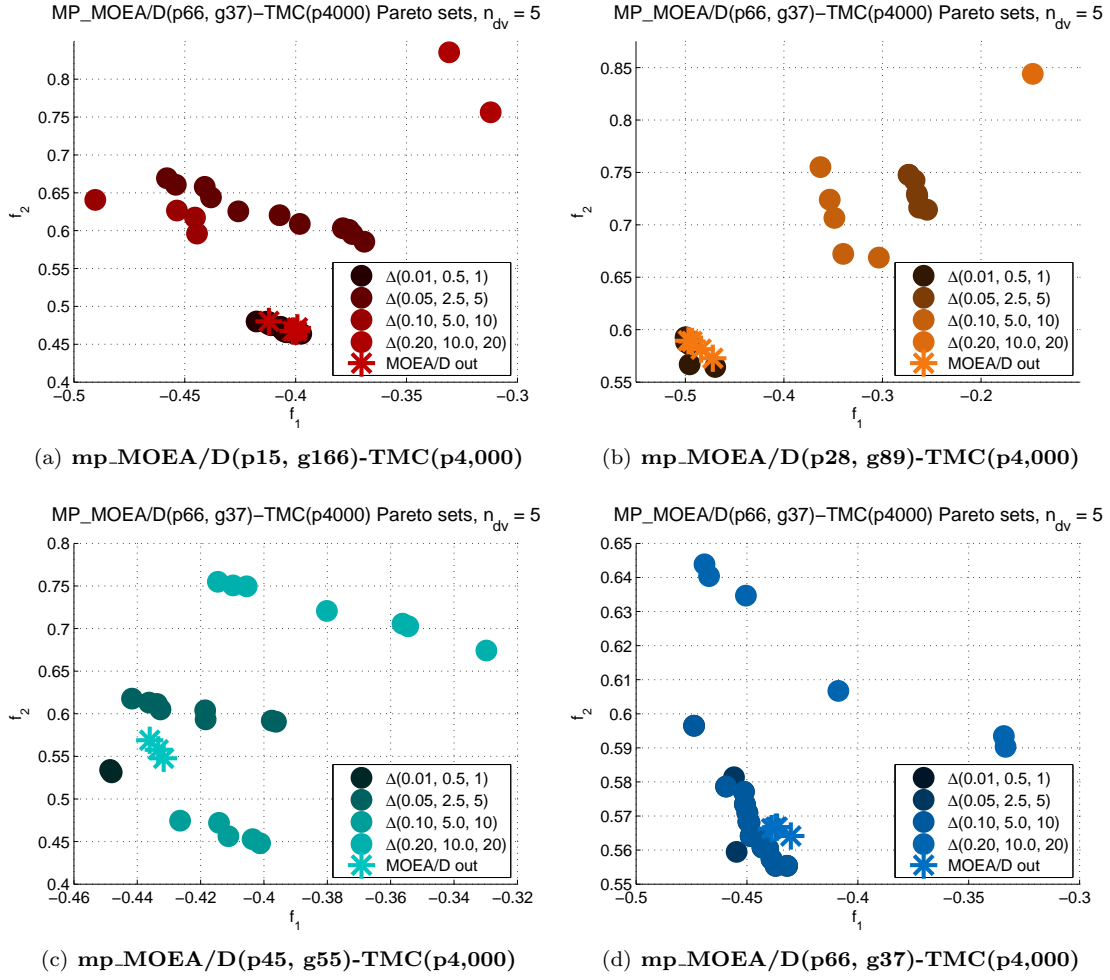 MP_MOEA/D(p66, g37)−TMC(p4000) Pareto sets, n_dv = 5
f_2
0.8
0.75
0.7
0.65
0.6
0.55
0.5
0.45
0.4
−0.5
−0.45
−0.4
−0.35
−0.3
f_1
Δ(0.01, 0.5, 1)
Δ(0.05, 2.5, 5)
Δ(0.10, 5.0, 10)
Δ(0.20, 10.0, 20)
MOEA/D out
(a) mp_MOEA/D(p15, g166)-TMC(p4,000)
MP_MOEA/D(p66, g37)−TMC(p4000) Pareto sets, n_dv = 5
f_2
0.85
0.8
0.75
0.7
0.65
0.6
0.55
−0.5
−0.4
−0.3
−0.2
f_1
Δ(0.01, 0.5, 1)
Δ(0.05, 2.5, 5)
Δ(0.10, 5.0, 10)
Δ(0.20, 10.0, 20)
MOEA/D out
(b) mp_MOEA/D(p28, g89)-TMC(p4,000)
MP_MOEA/D(p66, g37)−TMC(p4000) Pareto sets, n_dv = 5
f_2
0.8
0.75
0.7
0.65
0.6
0.55
0.5
0.45
0.4
−0.46
−0.44
−0.42
−0.4
−0.38
−0.36
−0.34
−0.32
f_1
Δ(0.01, 0.5, 1)
Δ(0.05, 2.5, 5)
Δ(0.10, 5.0, 10)
Δ(0.20, 10.0, 20)
MOEA/D out
(c) mp_MOEA/D(p45, g55)-TMC(p4,000)
MP_MOEA/D(p66, g37)−TMC(p4000) Pareto sets, n_dv = 5
f_2
0.65
0.64
0.63
0.62
0.61
0.6
0.59
0.58
0.57
0.56
0.55
−0.5
−0.45
−0.4
−0.35
−0.3
f_1
Δ(0.01, 0.5, 1)
Δ(0.05, 2.5, 5)
Δ(0.10, 5.0, 10)
Δ(0.20, 10.0, 20)
MOEA/D out
(d) mp_MOEA/D(p66, g37)-TMC(p4,000)